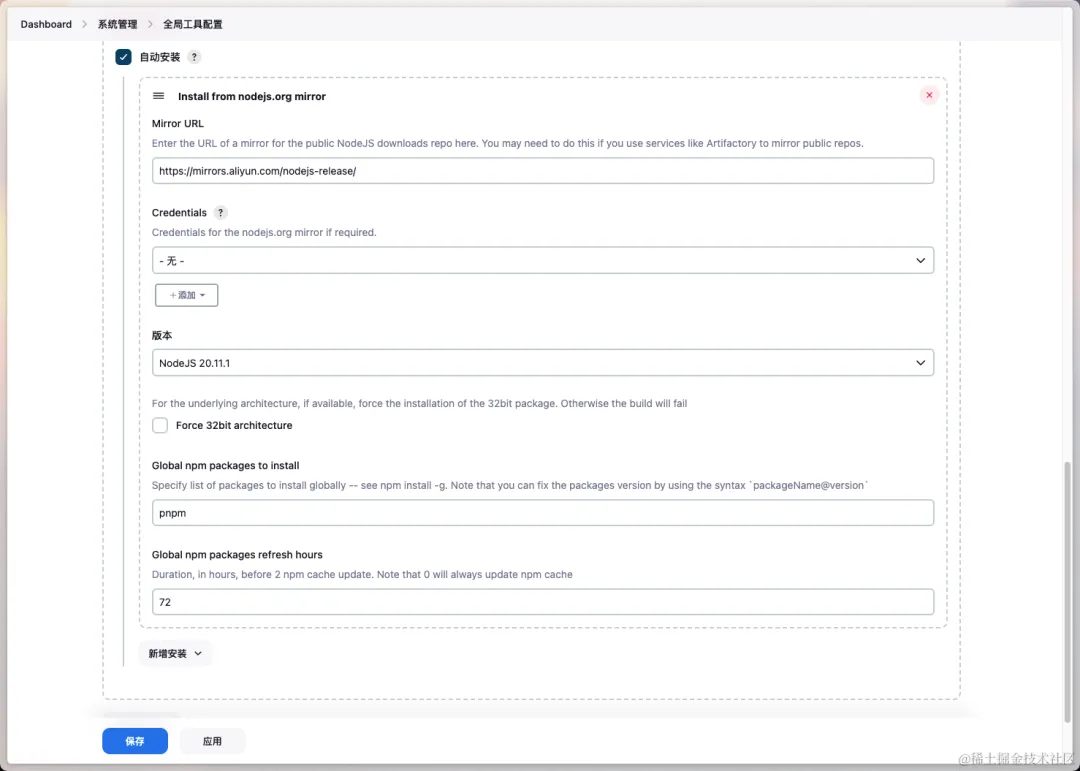 Dashboard > 系统管理 > 全局工具配置
自动安装 ?
Install from nodejs.org mirror
Mirror URL
Enter the URL of a mirror for the public NodeJS downloads repo here. You may need to do this if you use services like Artifactory to mirror public repos.
https://mirrors.aliyun.com/nodejs-release/
Credentials ?
Credentials for the nodejs.org mirror if required.
- 无 -
+添加
版本
NodeJS 20.11.1
For the underlying architecture, if available, force the installation of the 32bit package. Otherwise the build will fail
Force 32bit architecture
Global npm packages to install
Specify list of packages to install globally -- see npm install -g. Note that you can fix the packages version by using the syntax `packageName@version`
pnpm
Global npm packages refresh hours
Duration, in hours, before 2 npm cache update. Note that 0 will always update npm cache
72
新增安装
保存 应用
@稀土掘金技术社区